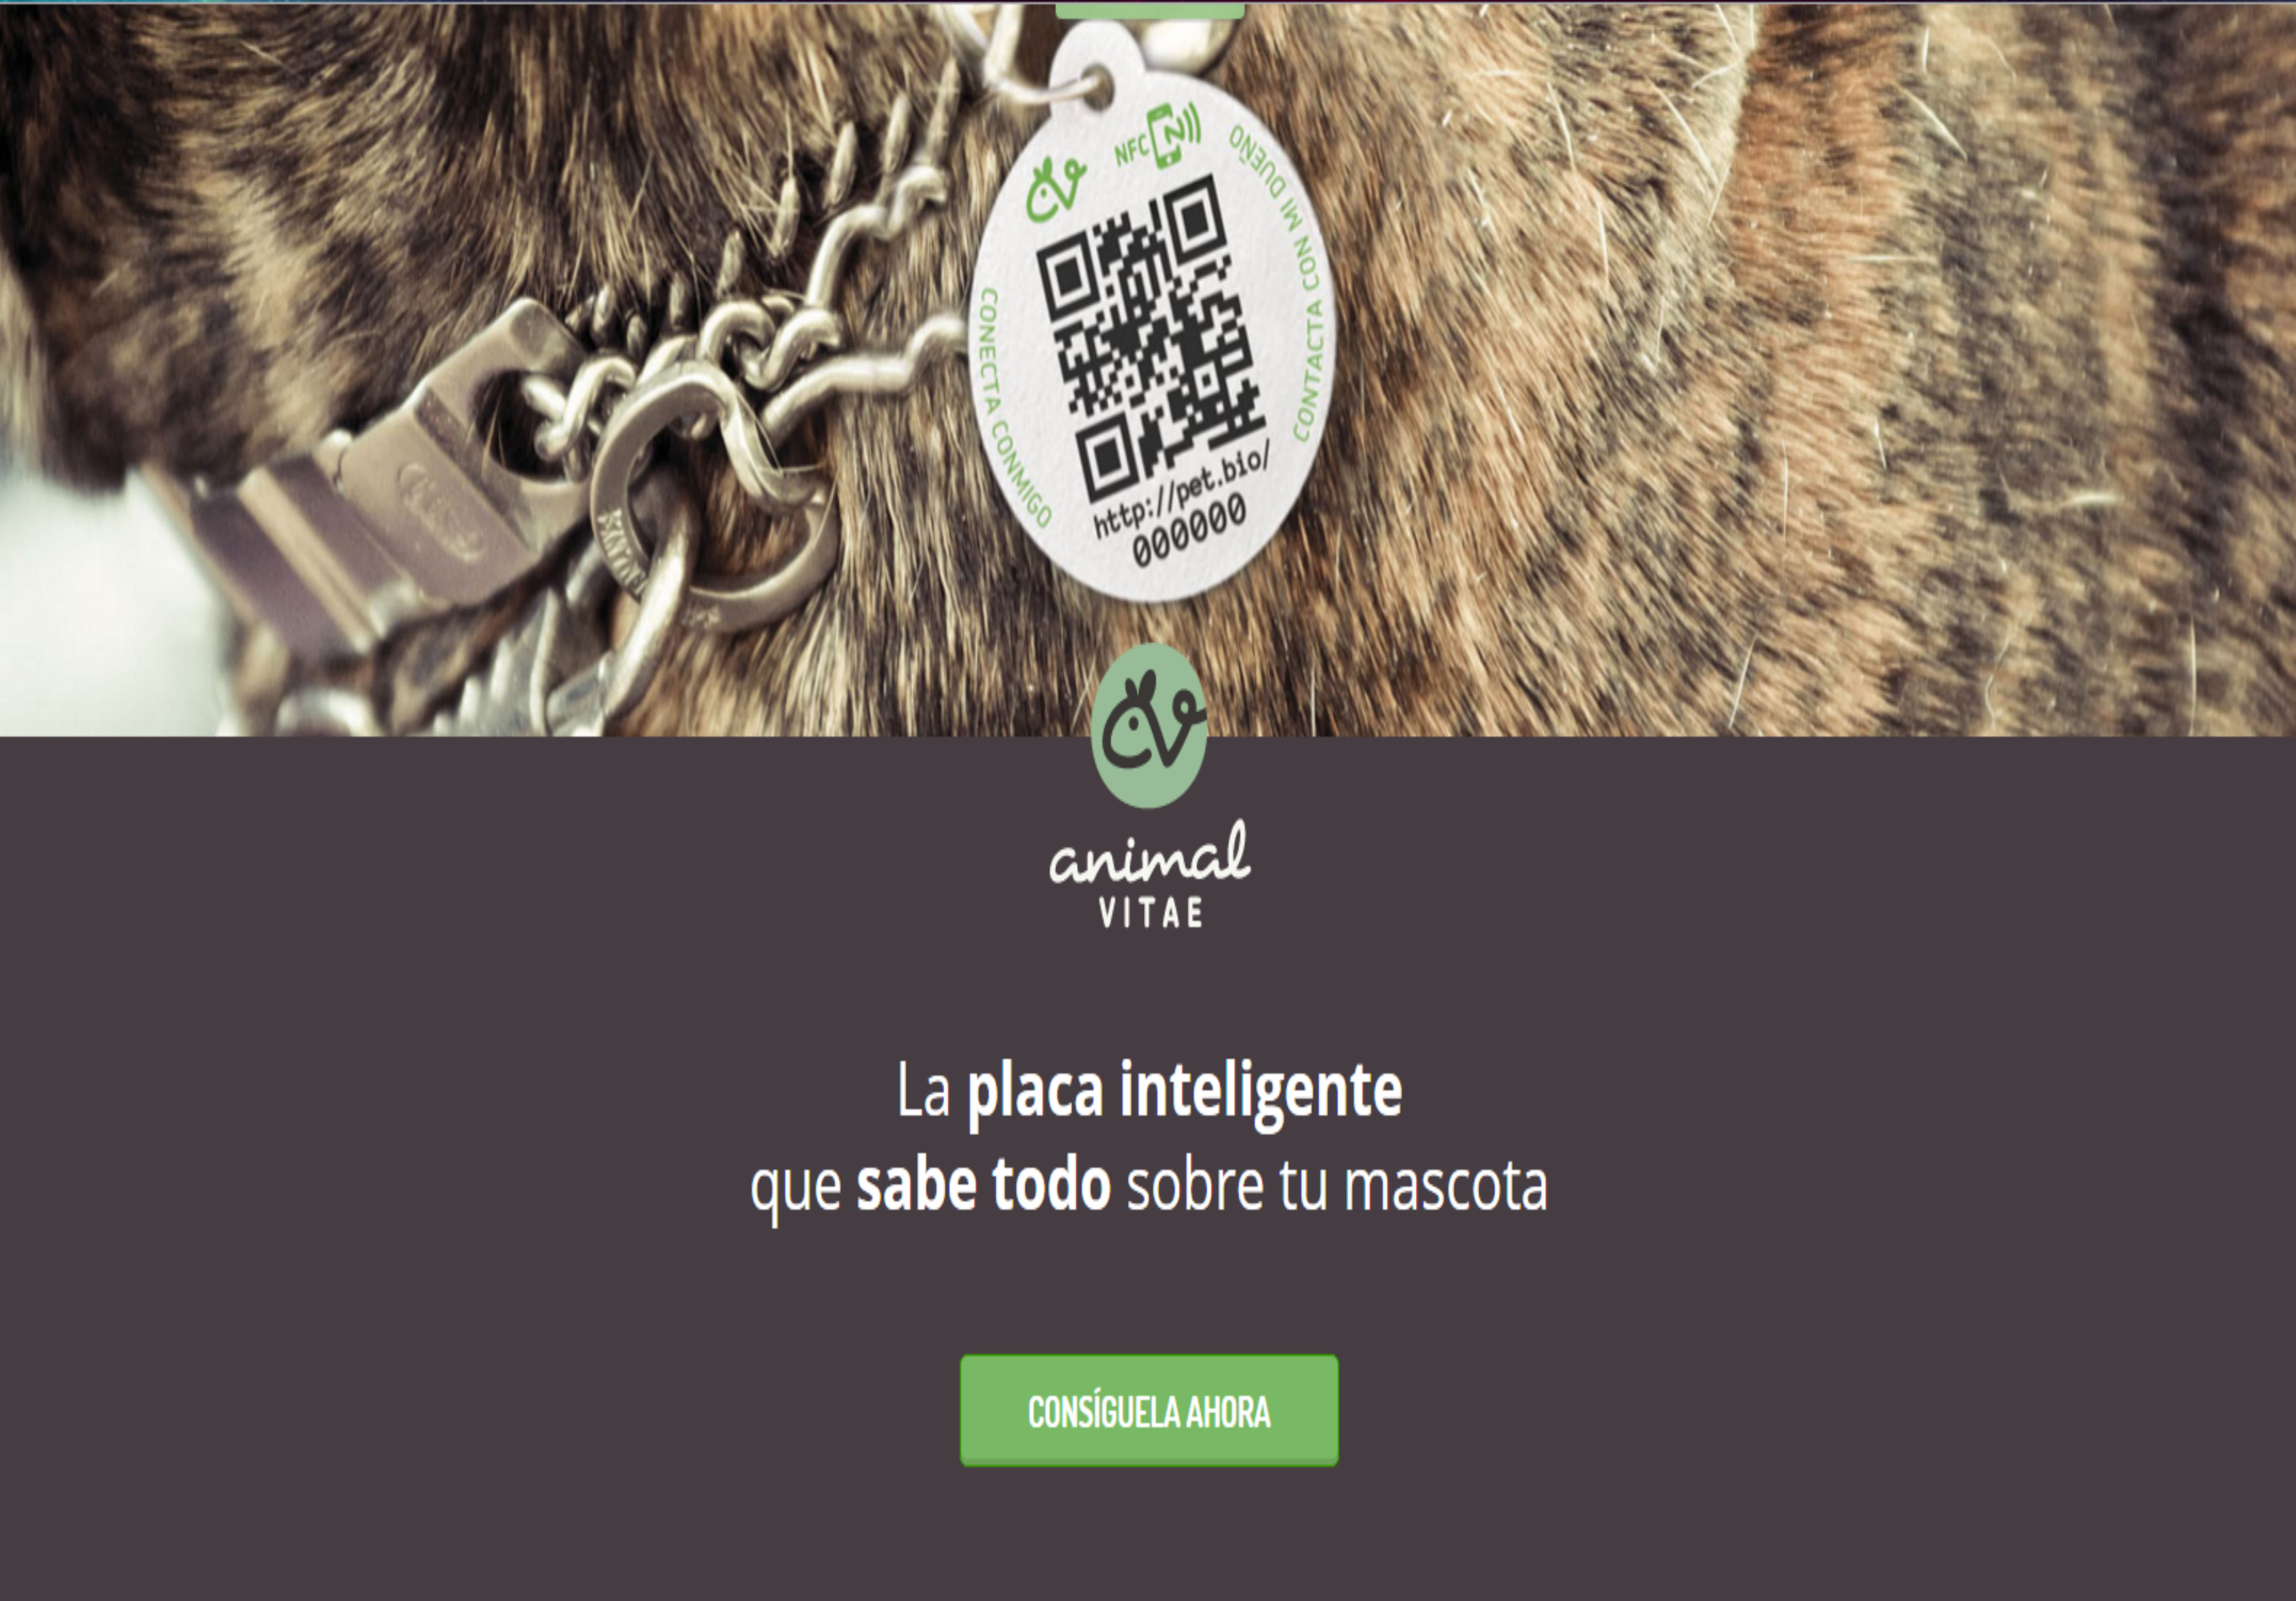 NFC
CONTACTA CON MI DUEÑO
CONECTA CONMIGO
http://pet.bio/
000000
animal
VITAE
La placa inteligente
que sabe todo sobre tu mascota
CONSÍGUELA AHORA